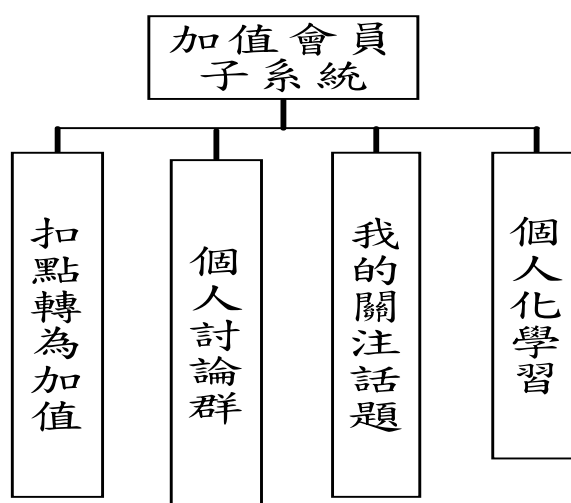 加值會員
子系統
扣點轉為加值
個人討論群
我的關注話題
個人化學習